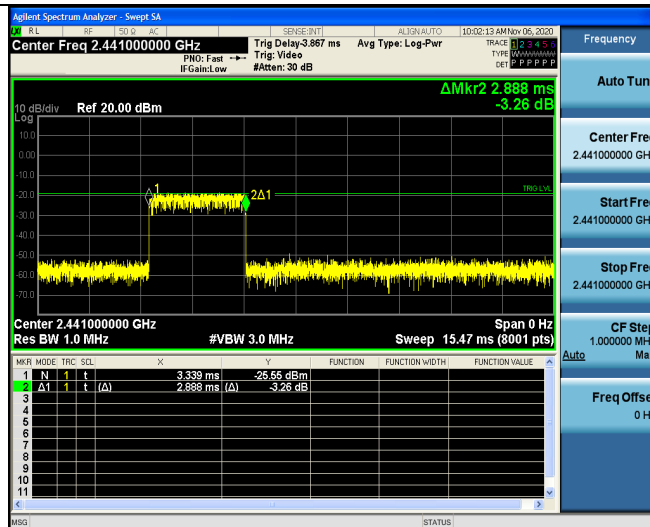 Agilent Spectrum Analyzer - Swept SA
LXI RL RF 50 Ω AC SENSE:INT ALIGN AUTO 10:02:13 AM Nov 06, 2020
Center Freq 2.441000000 GHz
PNO: Fast
IFGain:Low
Trig Delay-3.867 ms
Trig: Video
#Atten: 30 dB
Avg Type: Log-Pwr
TRACE 1 2 3 4 5 6
TYPE W
DET P P P P P P
ΔMkr2 2.888 ms
-3.26 dB
10 dB/div Ref 20.00 dBm
Log
10.0
0.00
-10.0
-20.0
-30.0
-40.0
-50.0
-60.0
-70.0
1
2Δ1
TRIG LVL
Center 2.441000000 GHz Span 0 Hz
Res BW 1.0 MHz #VBW 3.0 MHz Sweep 15.47 ms (8001 pts)
MKR MODE TRC SCL X Y FUNCTION FUNCTION WIDTH FUNCTION VALUE
1 N 1 t 3.339 ms -25.55 dBm
2 Δ1 1 t (Δ) 2.888 ms (Δ) -3.26 dB
3
4
5
6
7
8
9
10
11
MSG STATUS
Frequency
Auto Tun
Center Fre
2.441000000 GH
Start Fre
2.441000000 GH
Stop Fre
2.441000000 GH
CF Step
1.000000 MH
Auto Ma
Freq Offse
0 H